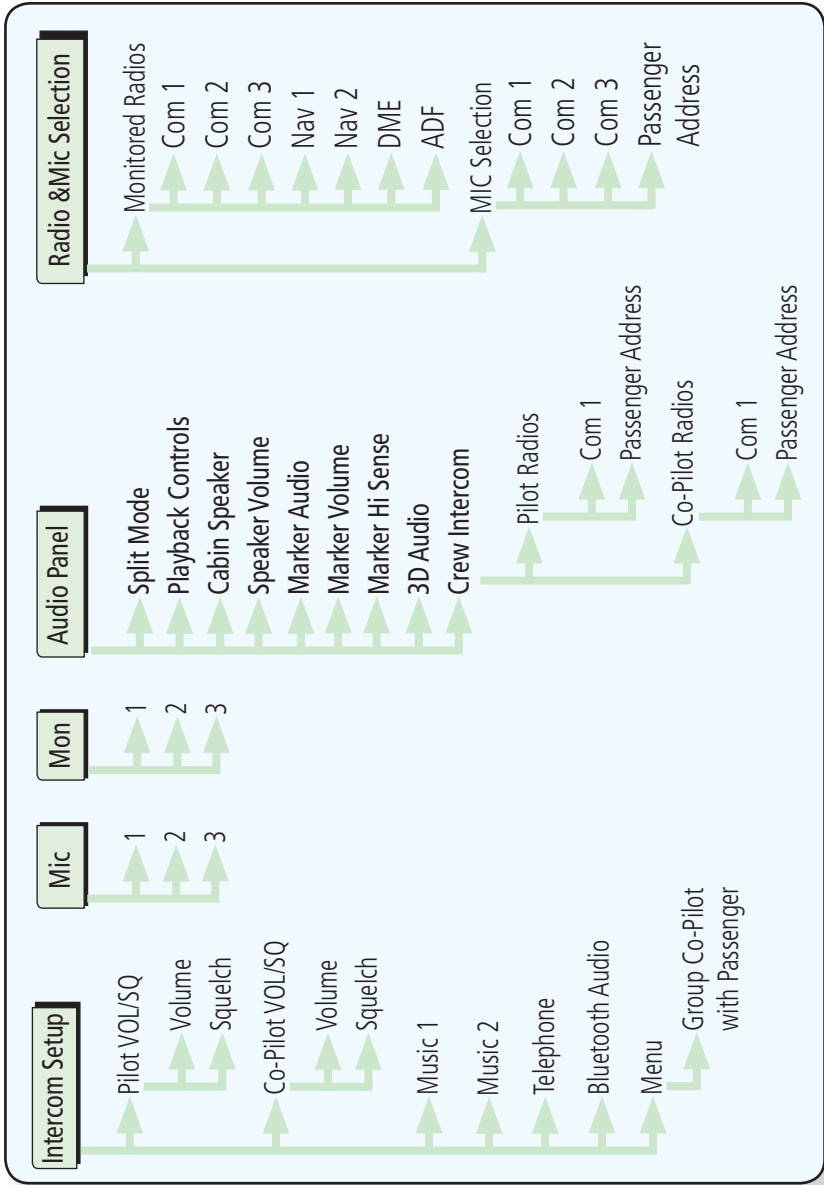 Intercom Setup
Pilot VOL/SQ
Volume
Squelch
Co-Pilot VOL/SQ
Volume
Squelch
Music 1
Music 2
Telephone
Bluetooth Audio
Menu
Group Co-Pilot
with Passenger
Mic
1
2
3
Mon
1
2
3
Audio Panel
Split Mode
Playback Controls
Cabin Speaker
Speaker Volume
Marker Audio
Marker Volume
Marker Hi Sense
3D Audio
Crew Intercom
Pilot Radios
Com 1
Passenger Address
Co-Pilot Radios
Com 1
Passenger Address
Radio &Mic Selection
Monitored Radios
Com 1
Com 2
Com 3
Nav 1
Nav 2
DME
ADF
MIC Selection
Com 1
Com 2
Com 3
Passenger
Address